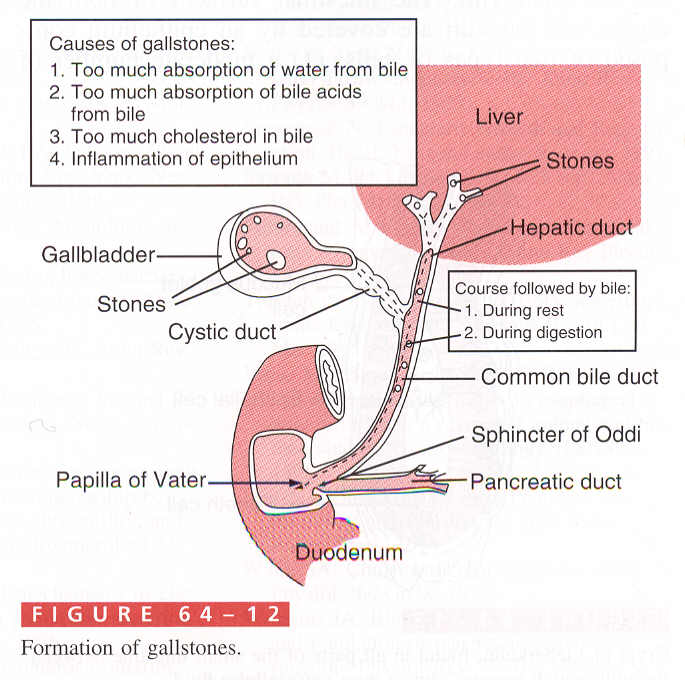 Causes of gallstones:
1. Too much absorption of water from bile
2. Too much absorption of bile acids
from bile
3. Too much cholesterol in bile
4. Inflammation of epithelium
Liver
Stones
Hepatic duct
Gallbladder
Stones
Cystic duct
Course followed by bile:
1. During rest
2. During digestion
Common bile duct
Sphincter of Oddi
Papilla of Vater
Pancreatic duct
Duodenum
FIGURE 64–12
Formation of gallstones.